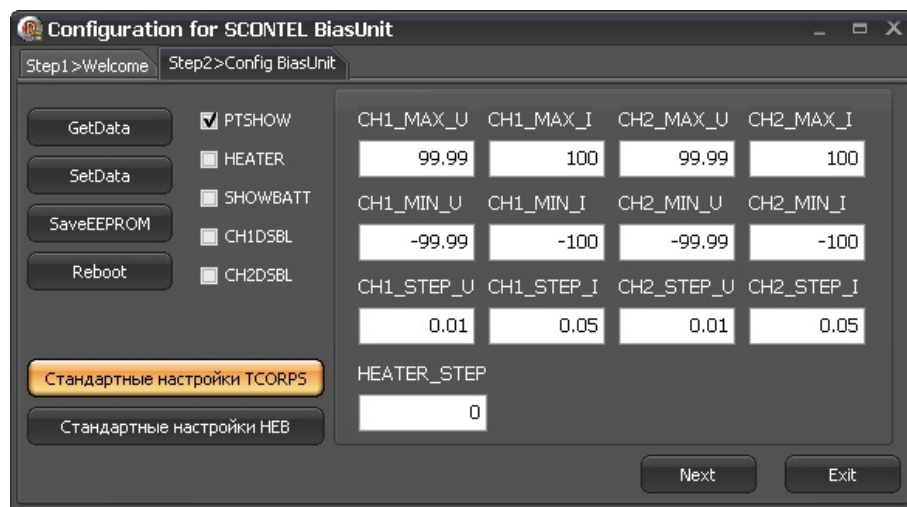 Configuration for SCONTEL BiasUnit
Step1>Welcome Step2>Config BiasUnit
GetData
SetData
SaveEEPROM
Reboot
PTSHOW
HEATER
SHOWBATT
CH1DSBL
CH2DSBL
Стандартные настройки TCORPS
Стандартные настройки HEB
CH1_MAX_U CH1_MAX_I CH2_MAX_U CH2_MAX_I
99.99 100 99.99 100
CH1_MIN_U CH1_MIN_I CH2_MIN_U CH2_MIN_I
-99.99 -100 -99.99 -100
CH1_STEP_U CH1_STEP_I CH2_STEP_U CH2_STEP_I
0.01 0.05 0.01 0.05
HEATER_STEP
0
Next Exit